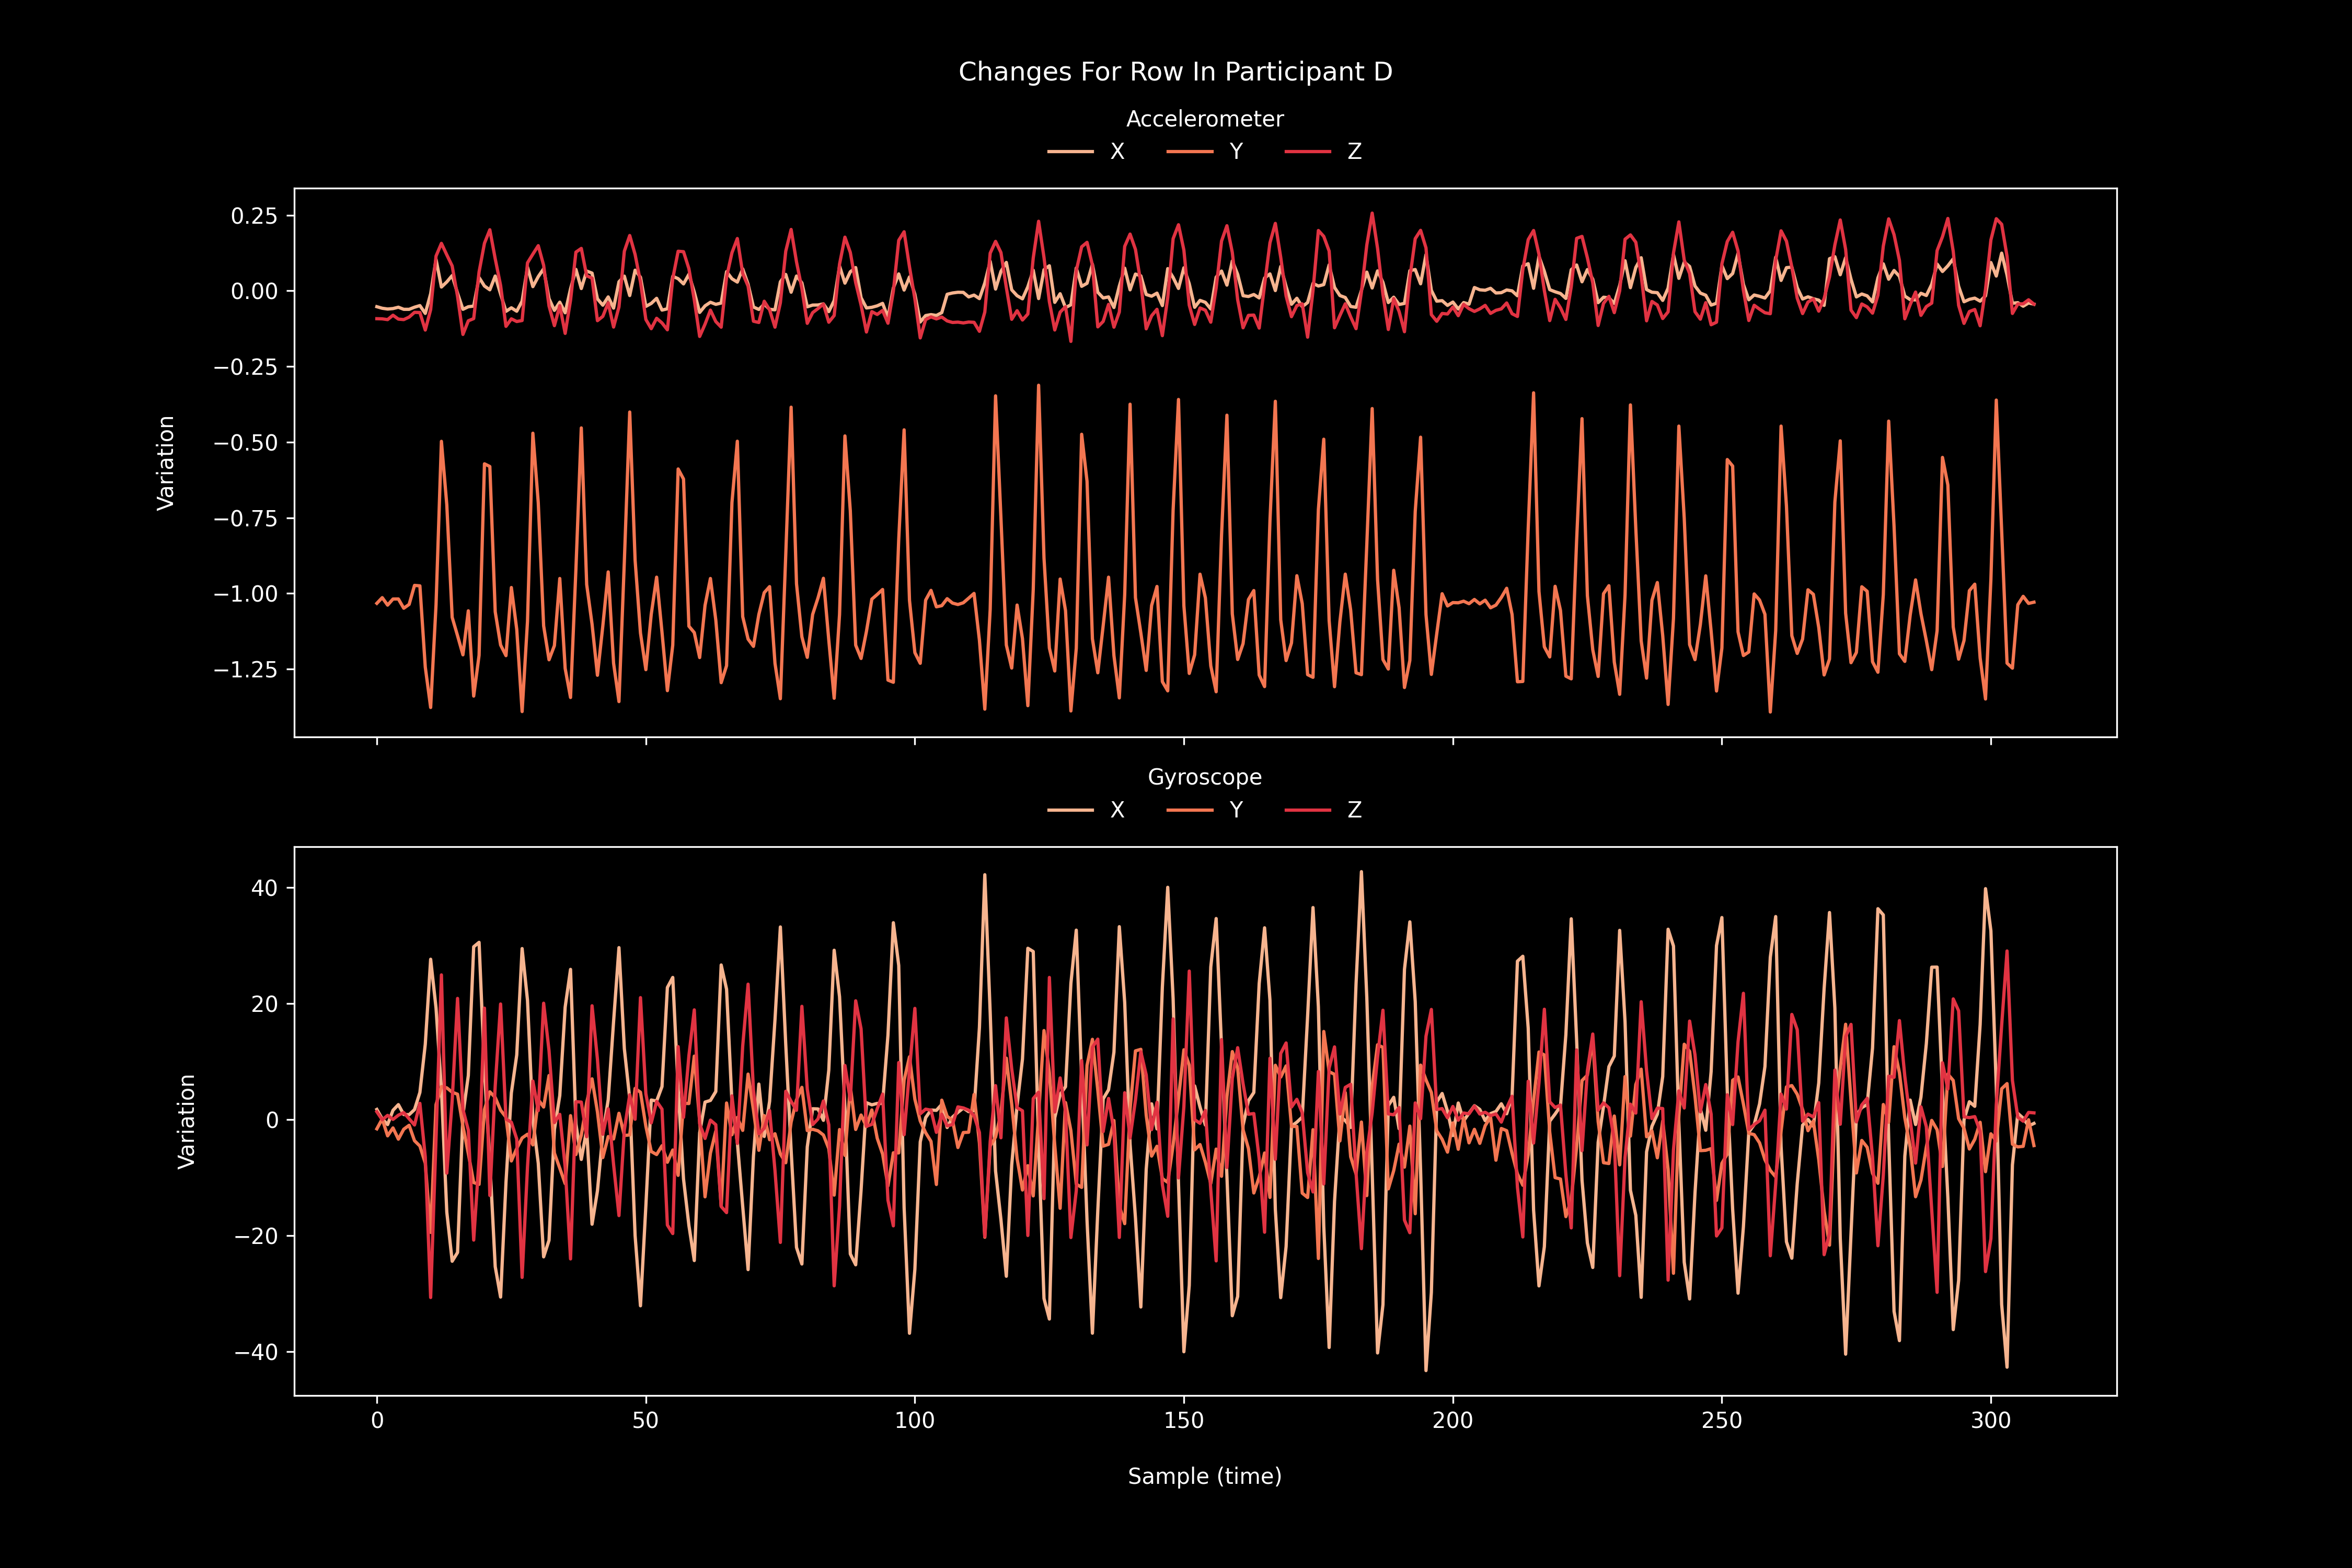 Changes For Row In Participant D
Accelerometer
X Y Z
0.25
0.00
−0.25
−0.50
−0.75
−1.00
−1.25
Variation
Gyroscope
X Y Z
40
20
0
−20
−40
Variation
0 50 100 150 200 250 300
Sample (time)